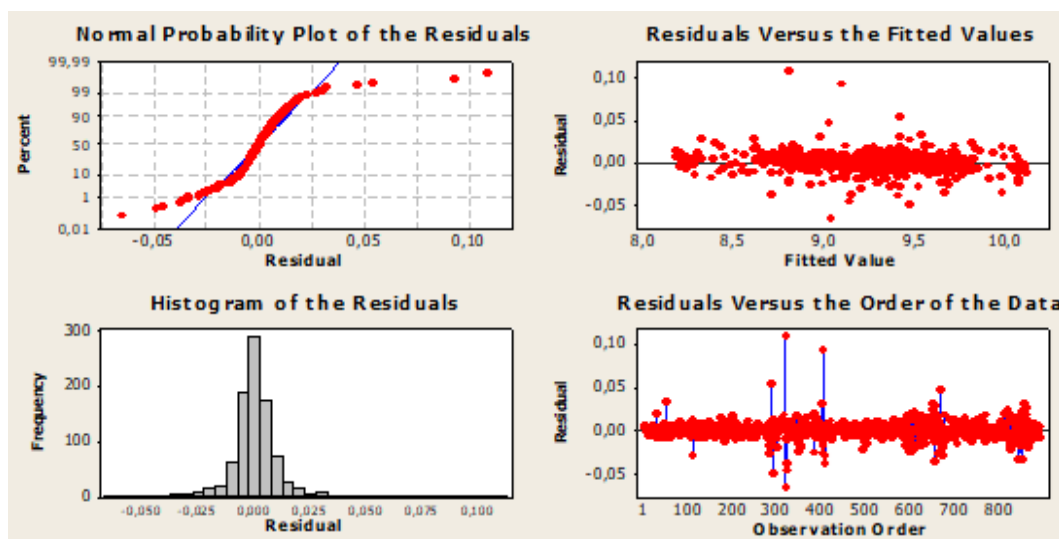 Normal Probability Plot of the Residuals
99,99
99
90
50
10
1
0,01
Percent
-0,05 0,00 0,05 0,10
Residual
Residuals Versus the Fitted Values
0,10
0,05
0,00
-0,05
Residual
8,0 8,5 9,0 9,5 10,0
Fitted Value
Histogram of the Residuals
300
200
100
0
Frequency
-0,050 -0,025 0,000 0,025 0,050 0,075 0,100
Residual
Residuals Versus the Order of the Data
0,10
0,05
0,00
-0,05
Residual
1 100 200 300 400 500 600 700 800
Observation Order